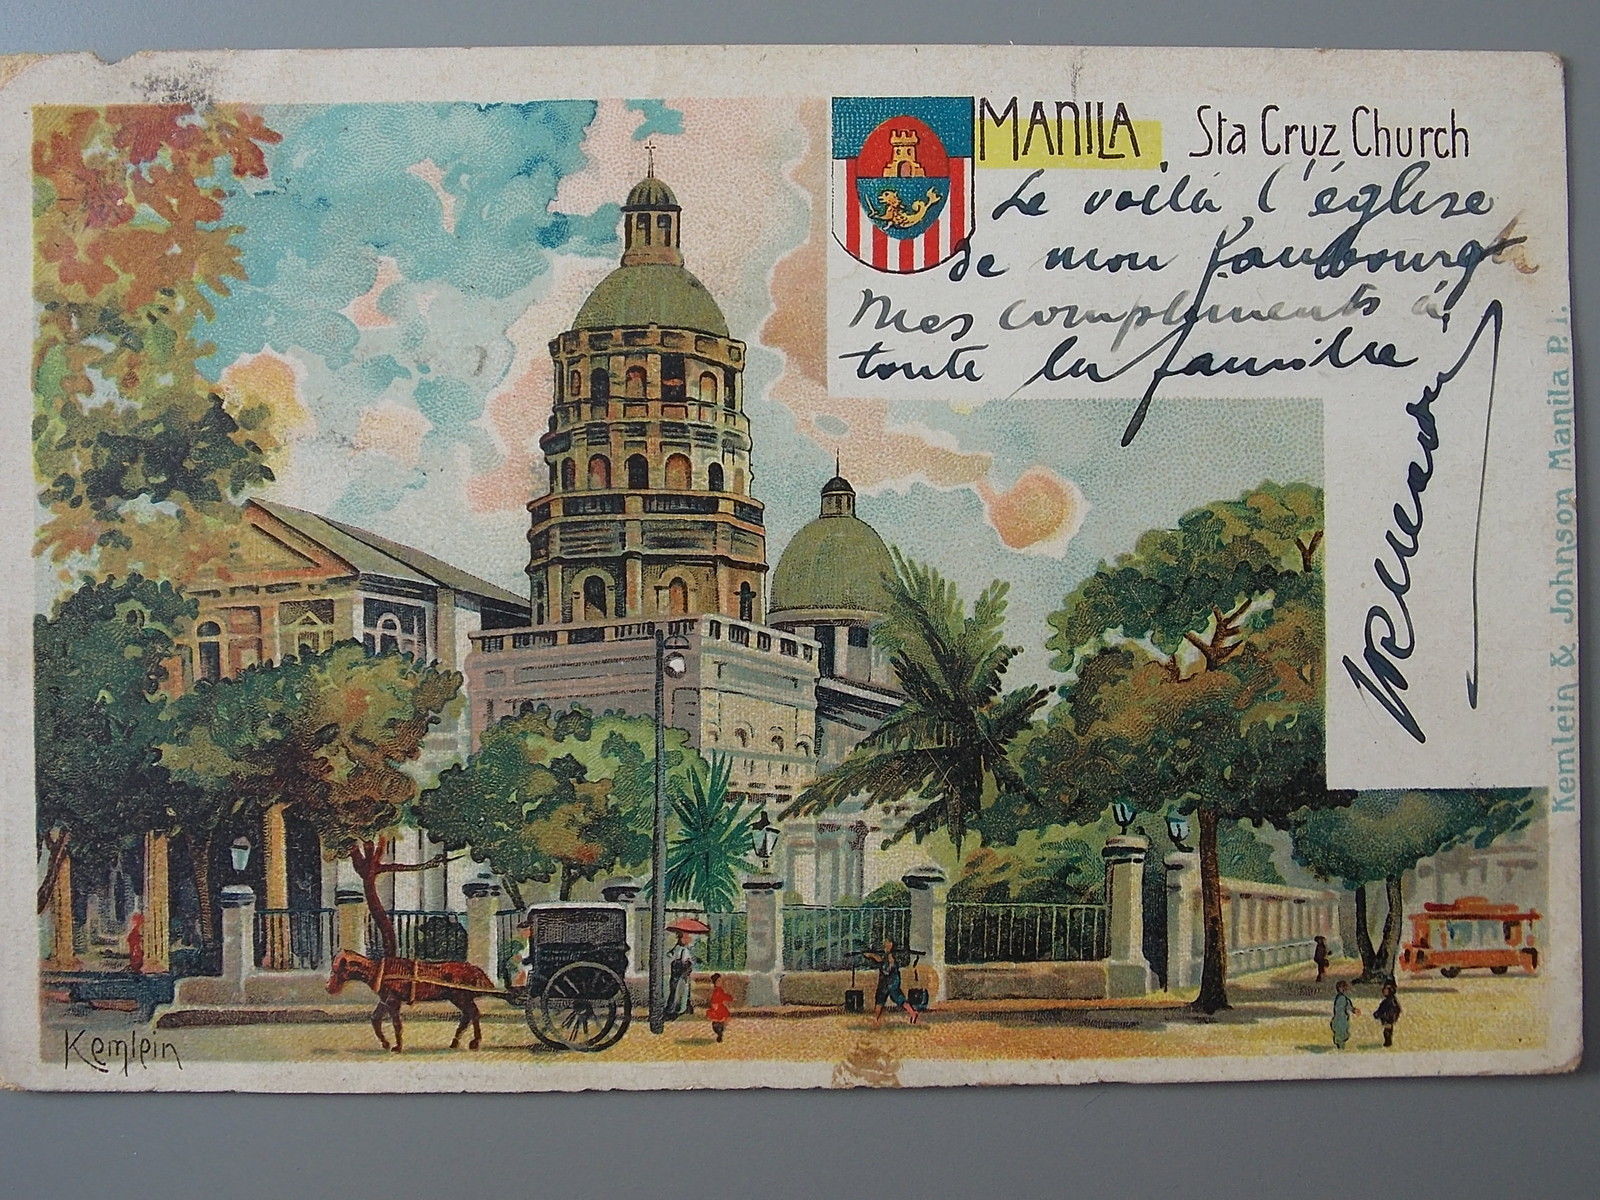 MANILA. Sta Cruz Church
Le voilà l'église
de mon faubourg
Mes compliments à
toute la famille
Kemlein & Johnson Manila P.I.
Kemlein